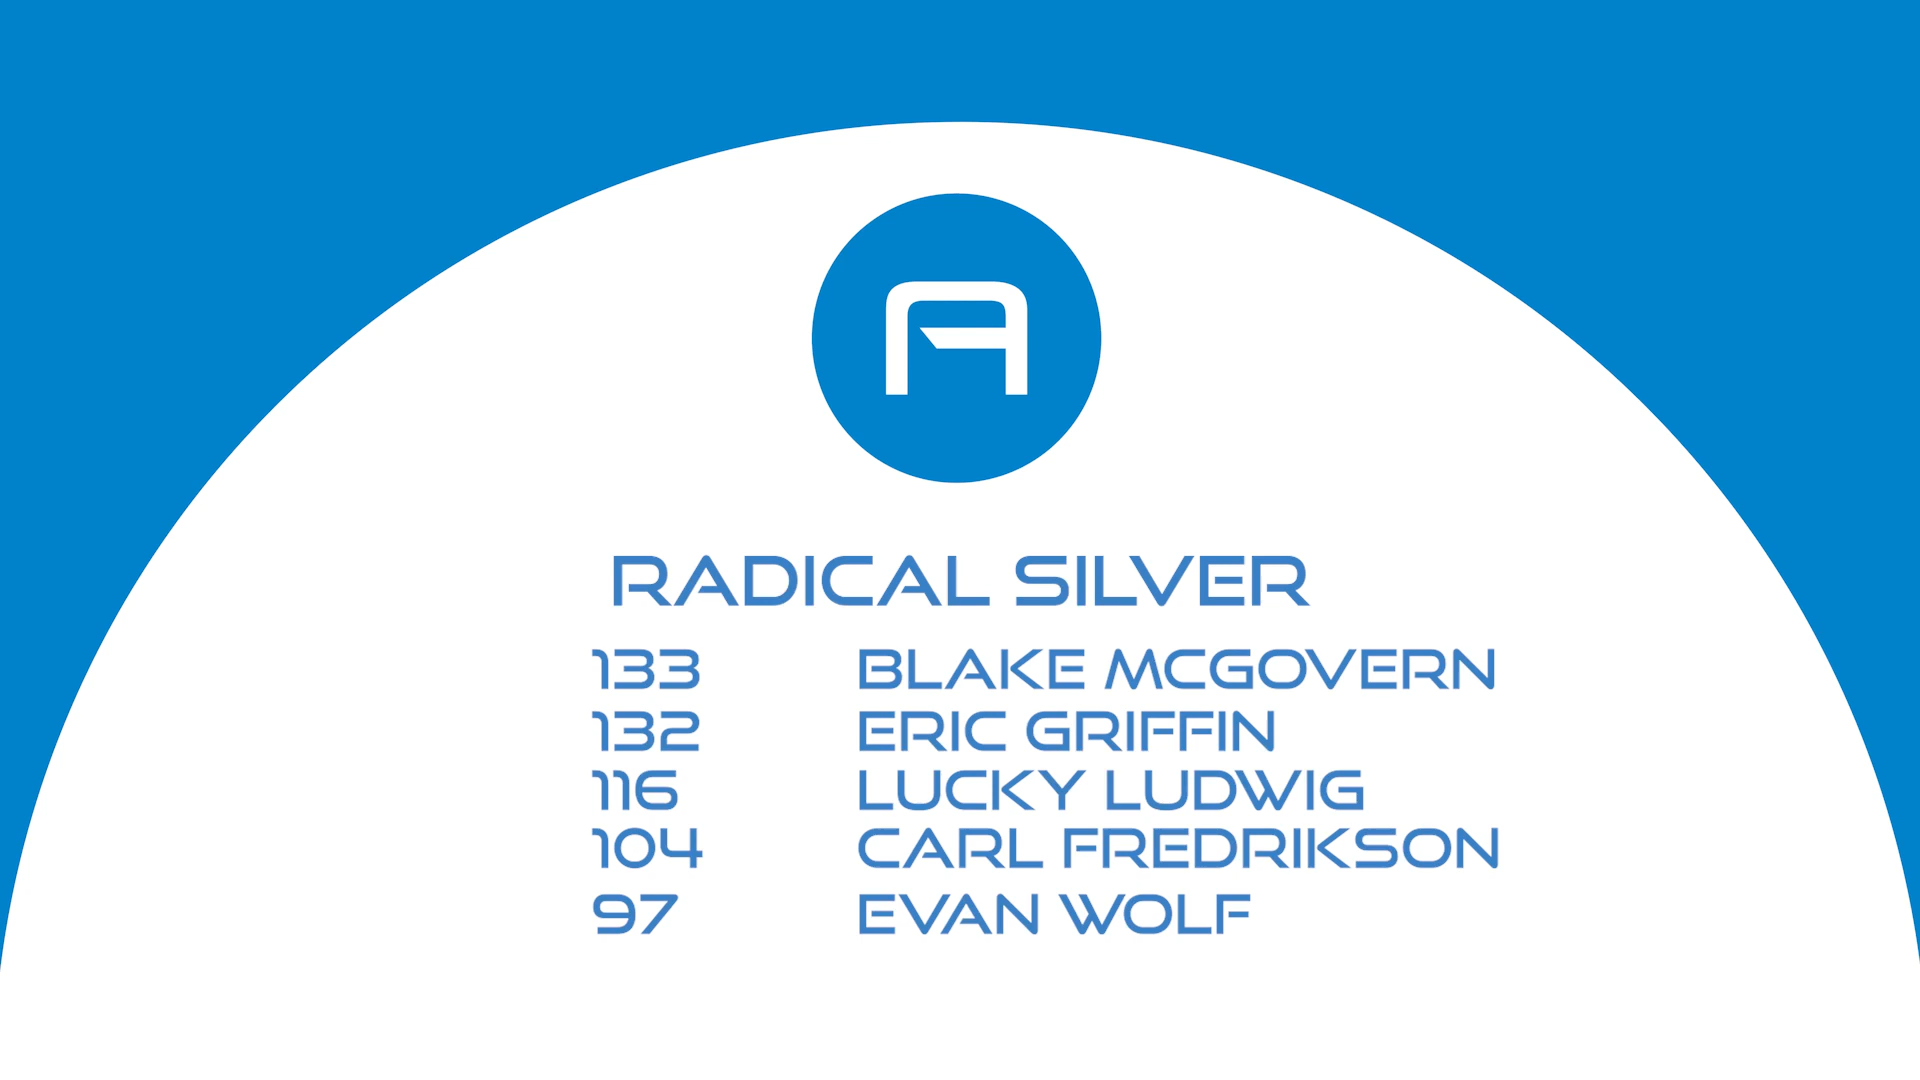 A
RADICAL SILVER
133 BLAKE MCGOVERN
132 ERIC GRIFFIN
116 LUCKY LUDWIG
104 CARL FREDRIKSON
97 EVAN WOLF